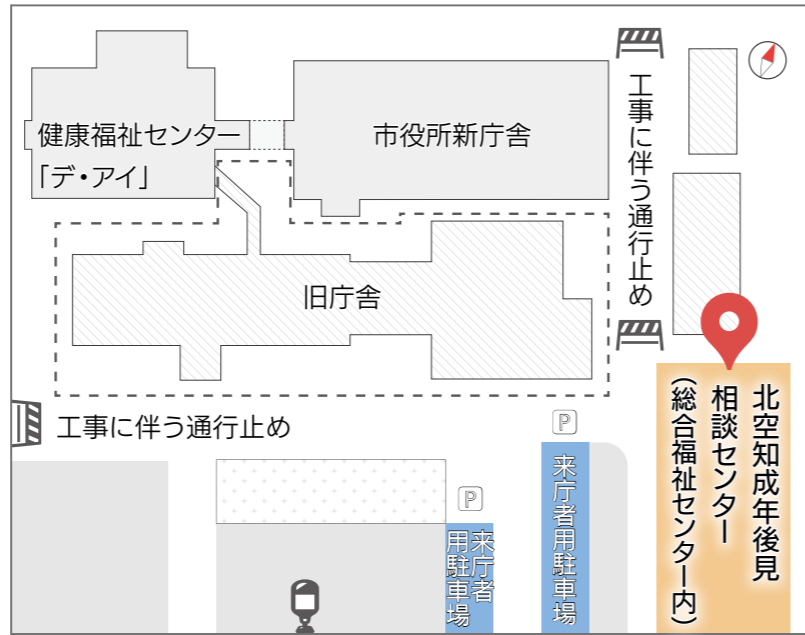 健康福祉センター
「デ・アイ」
市役所新庁舎
工事に伴う通行止め
旧庁舎
工事に伴う通行止め
P
来庁者用駐車場
P
来庁者
用駐車場
北空知成年後見
相談センター
（総合福祉センター内）